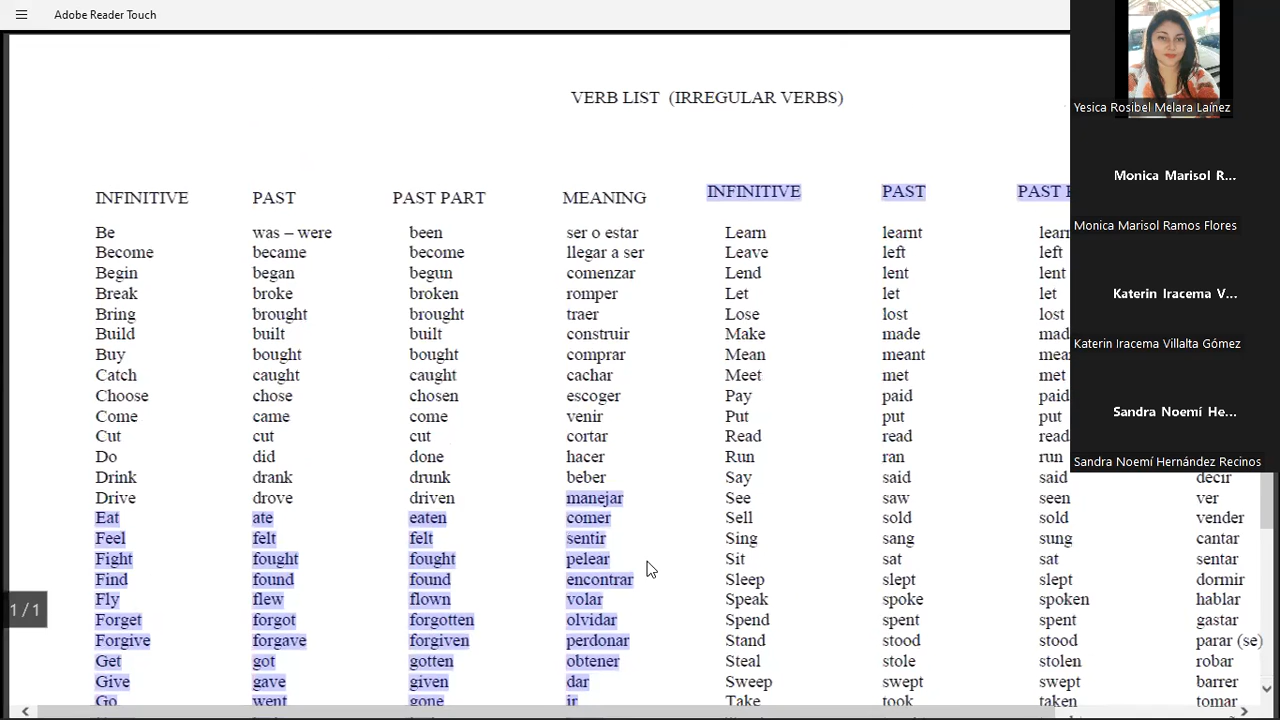 Adobe Reader Touch
VERB LIST (IRREGULAR VERBS)
INFINITIVE PAST PAST PART MEANING INFINITIVE PAST PAST
Be was – were been ser o estar Learn learnt
Become became become llegar a ser Leave left left
Begin began begun comenzar Lend lent lent
Break broke broken romper Let let let
Bring brought brought traer Lose lost lost
Build built built construir Make made
Buy bought bought comprar Mean meant
Catch caught caught cachar Meet met met
Choose chose chosen escoger Pay paid paid
Come came come venir Put put put
Cut cut cut cortar Read read read
Do did done hacer Run ran run
Drink drank drunk beber Say said said decir
Drive drove driven manejar See saw seen ver
Eat ate eaten comer Sell sold sold vender
Feel felt felt sentir Sing sang sung cantar
Fight fought fought pelear Sit sat sat sentar
Find found found encontrar Sleep slept slept dormir
Fly flew flown volar Speak spoke spoken hablar
Forget forgot forgotten olvidar Spend spent spent gastar
Forgive forgave forgiven perdonar Stand stood stood parar (se)
Get got gotten obtener Steal stole stolen robar
Give gave given dar Sweep swept swept barrer
Go went gone ir Take took taken tomar
1 / 1
Yesica Rosibel Melara Laínez
Monica Marisol R...
Monica Marisol Ramos Flores
Katerin Iracema V...
Katerin Iracema Villalta Gómez
Sandra Noemí He...
Sandra Noemí Hernández Recinos